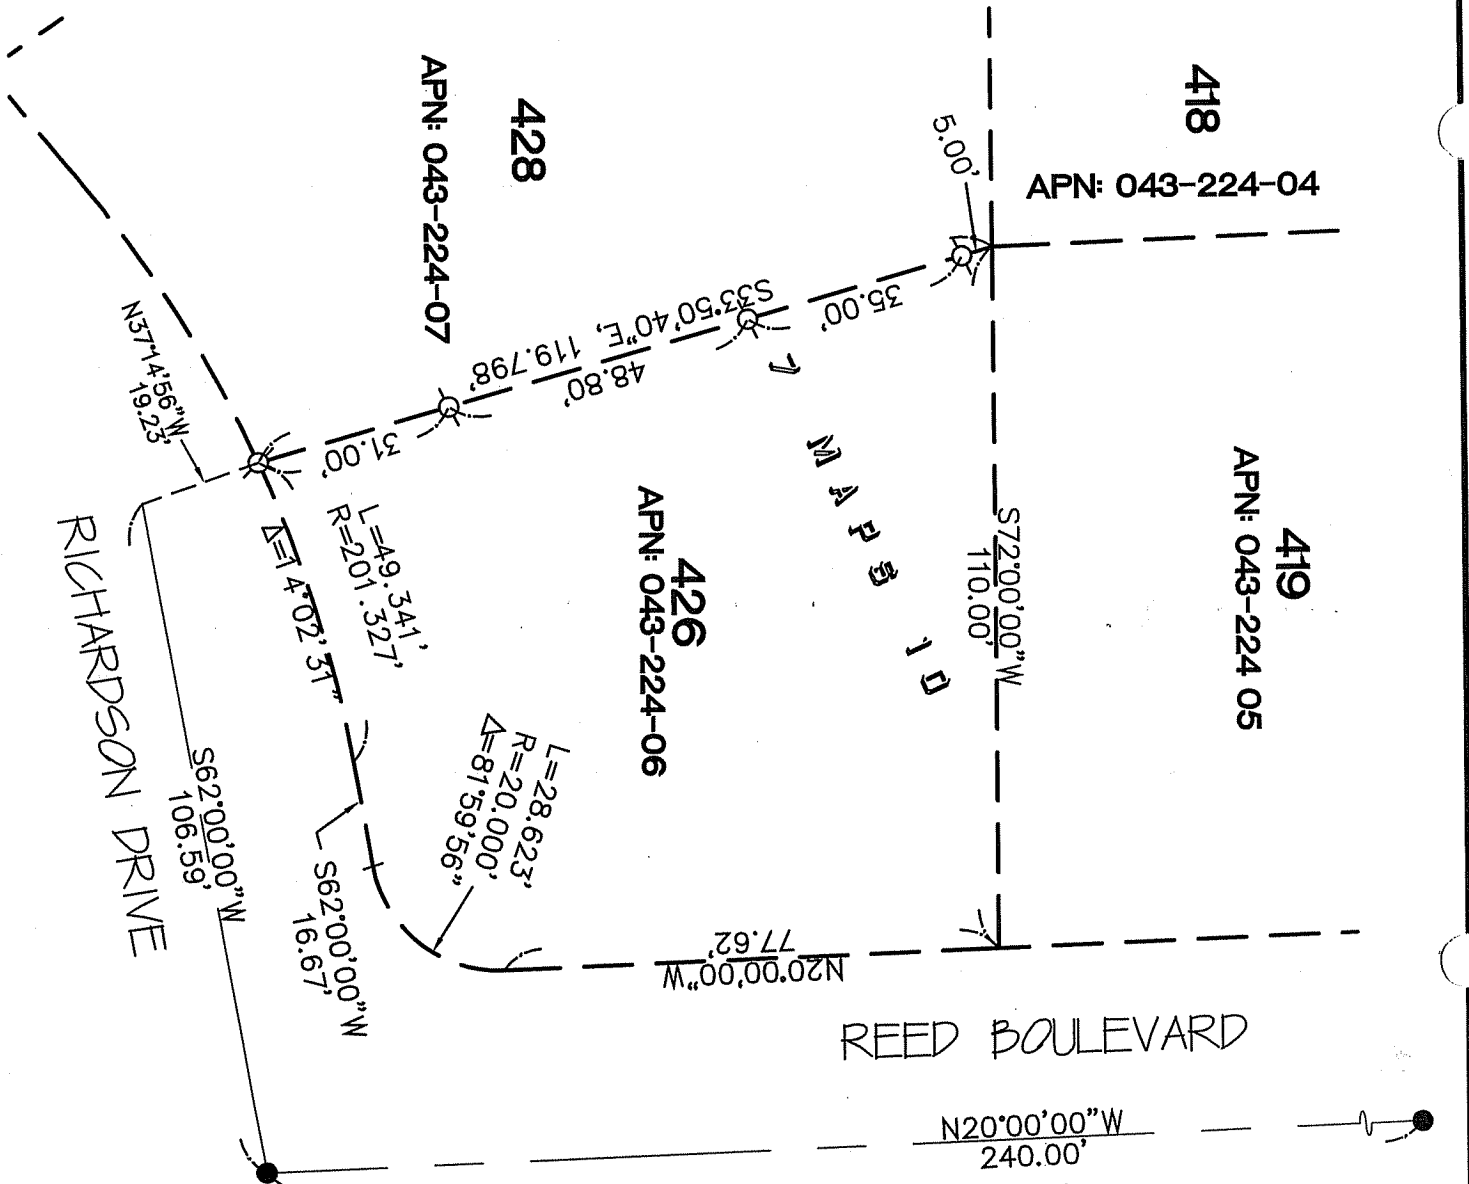 418
APN: 043-224-04
428
APN: 043-224-07
5.00'
S33°50'40"E, 119.798'
35.00'
48.80'
31.00'
N37°14'56"W
19.23'
L=49.341'
R=201.327'
Δ=14°02'31"
7 MAPS 10
426
APN: 043-224-06
S72°00'00"W
110.00'
419
APN: 043-224 05
L=28.623'
R=20.000'
Δ=81°59'56"
RICHARDSON DRIVE
S62°00'00"W
106.59'
S62°00'00"W
16.67'
77.62'
N20°00'00"W
REED BOULEVARD
N20°00'00"W
240.00'